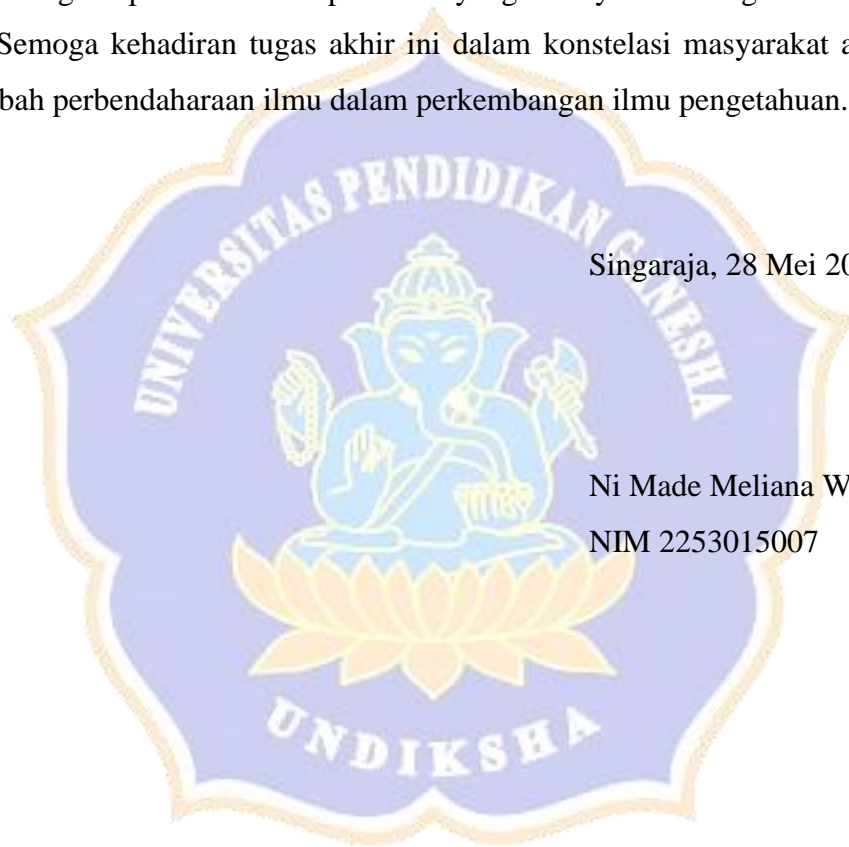 Semoga kehadiran tugas akhir ini dalam konstelasi masyarakat a
bah perbendaharaan ilmu dalam perkembangan ilmu pengetahuan.
UNIVERSITAS PENDIDIKAN GANESHA
Singaraja, 28 Mei 20
Ni Made Meliana W
NIM 2253015007
UNDIKSHA